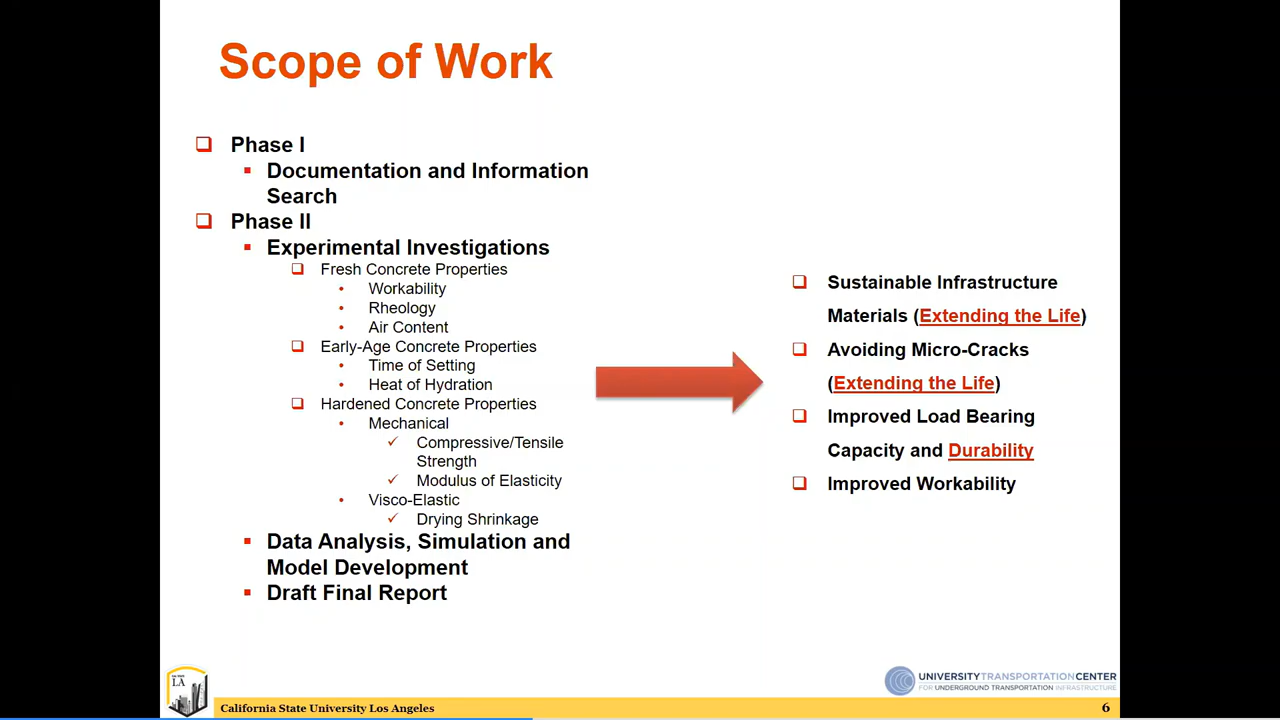 Scope of Work
Phase I
Documentation and Information
Search
Phase II
Experimental Investigations
Fresh Concrete Properties
Workability
Rheology
Air Content
Early-Age Concrete Properties
Time of Setting
Heat of Hydration
Hardened Concrete Properties
Mechanical
Compressive/Tensile
Strength
Modulus of Elasticity
Visco-Elastic
Drying Shrinkage
Data Analysis, Simulation and
Model Development
Draft Final Report
Sustainable Infrastructure
Materials (Extending the Life)
Avoiding Micro-Cracks
(Extending the Life)
Improved Load Bearing
Capacity and Durability
Improved Workability
LA
California State University Los Angeles
UNIVERSITYTRANSPORTATIONCENTER
FOR UNDERGROUND TRANSPORTATION INFRASTRUCTURE
6